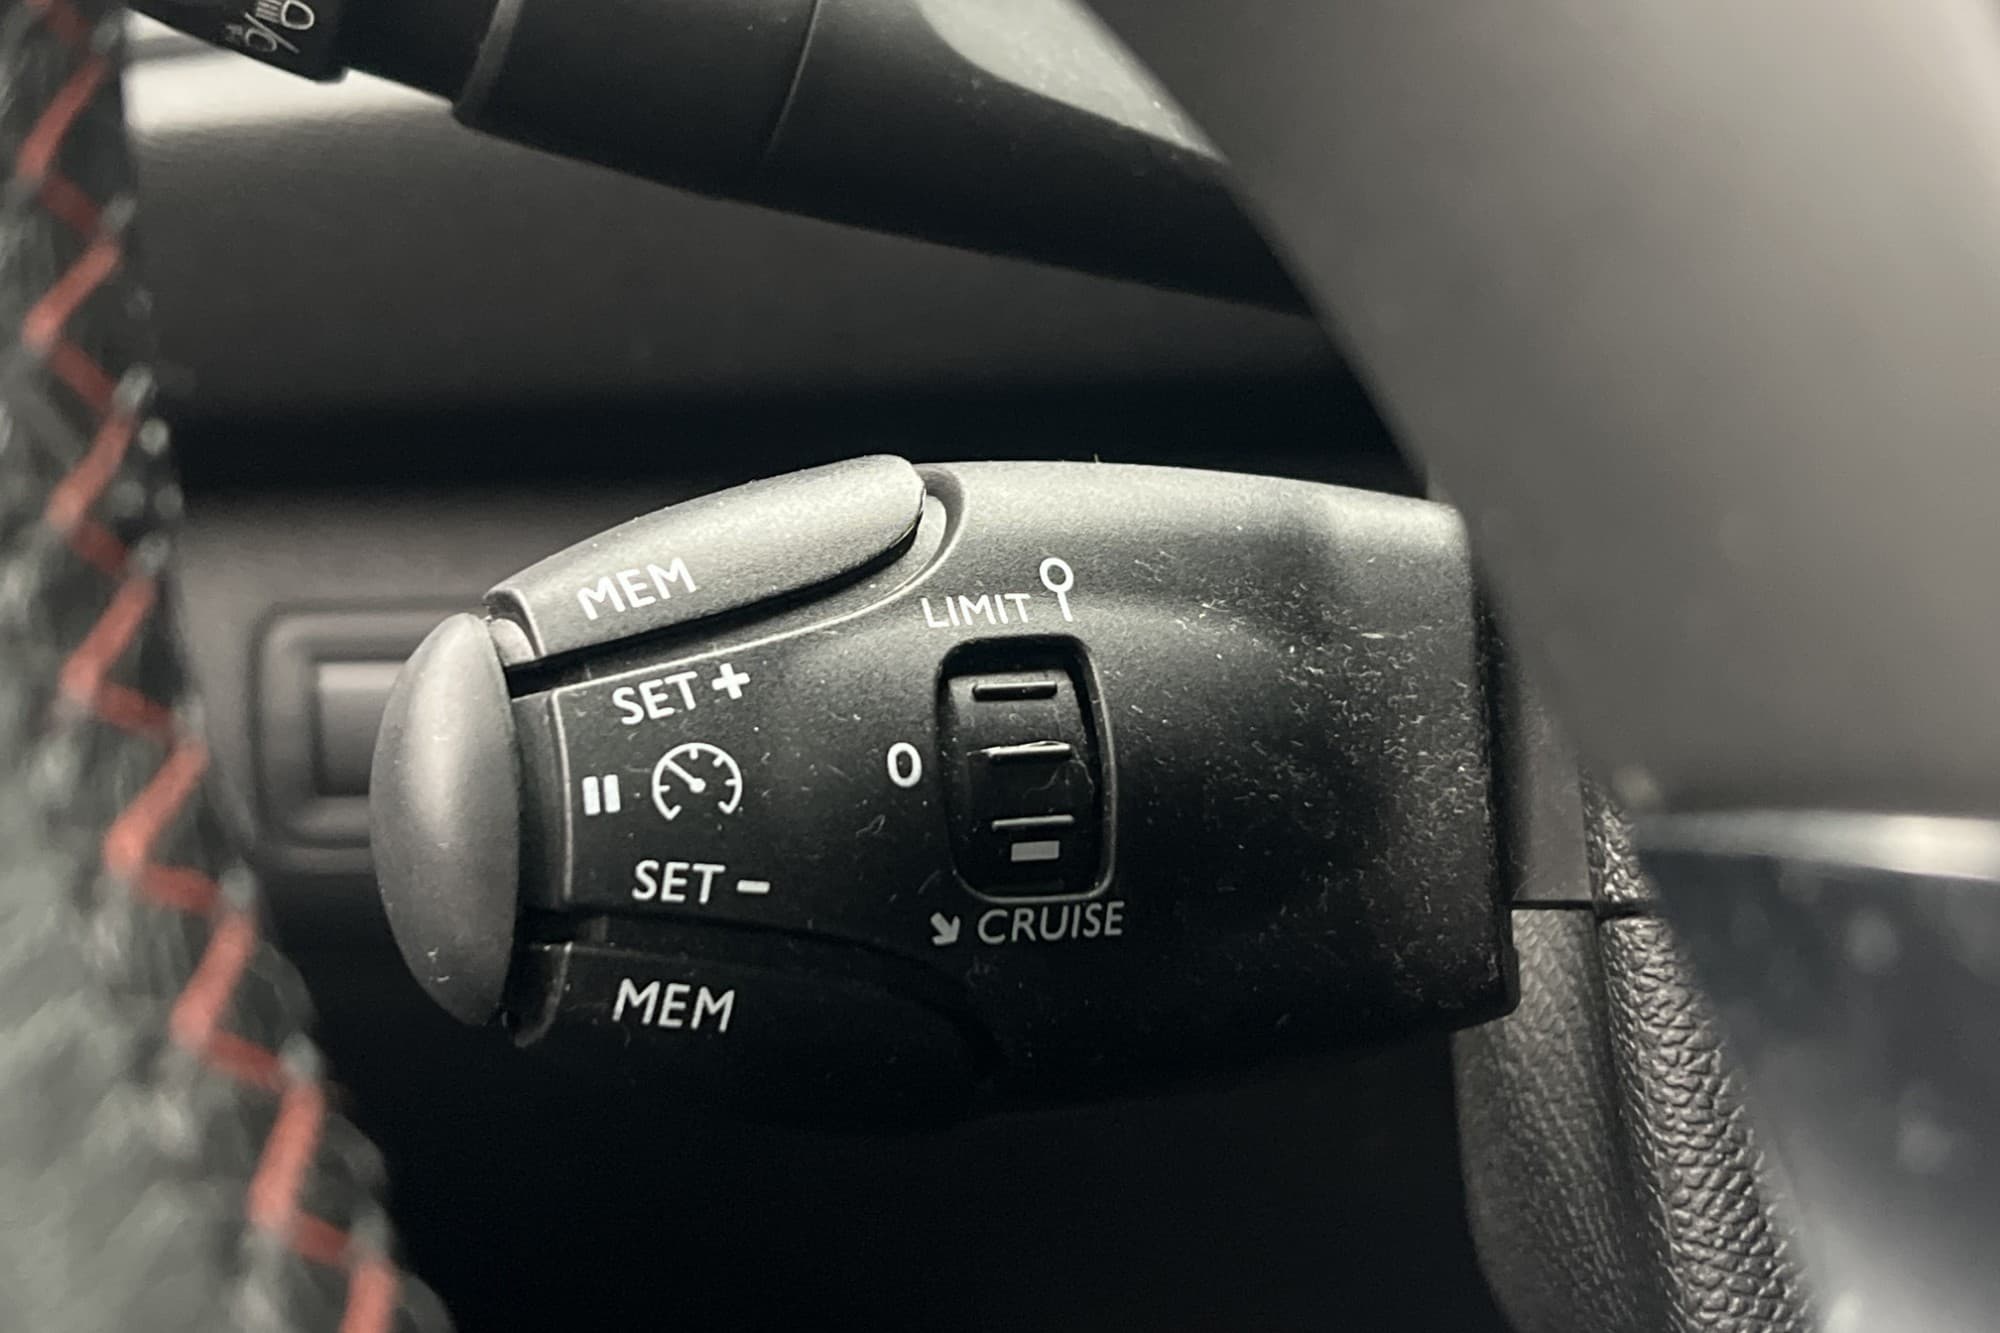 MEM
LIMIT
SET +
0
SET -
CRUISE
MEM